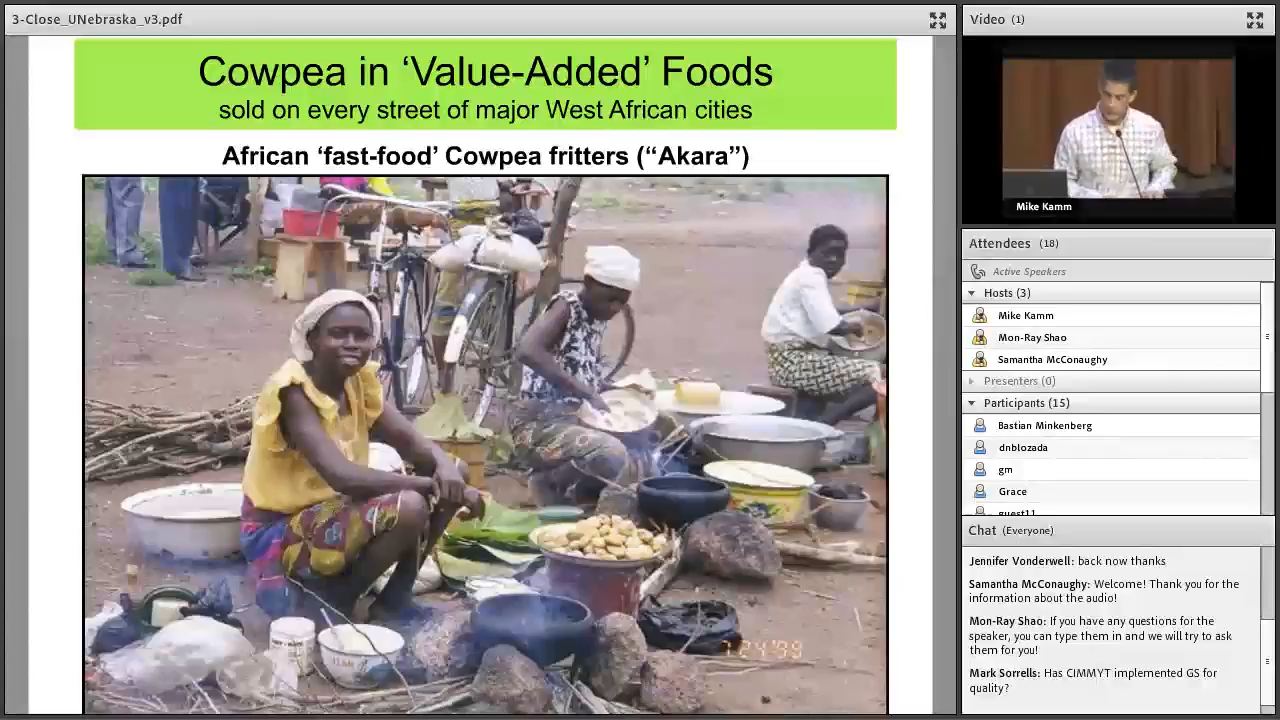 3-Close_UNebraska_v3.pdf
Cowpea in ‘Value-Added’ Foods
sold on every street of major West African cities
African ‘fast-food’ Cowpea fritters (“Akara”)
7 24 '99
Video (1)
Mike Kamm
Attendees (18)
Active Speakers
Hosts (3)
Mike Kamm
Mon-Ray Shao
Samantha McConaughy
Presenters (0)
Participants (15)
Bastian Minkenberg
dnblozada
gm
Grace
guest11
Chat (Everyone)
Jennifer Vonderwell: back now thanks
Samantha McConaughy: Welcome! Thank you for the
information about the audio!
Mon-Ray Shao: If you have any questions for the
speaker, you can type them in and we will try to ask
them for you!
Mark Sorrells: Has CIMMYT implemented GS for
quality?